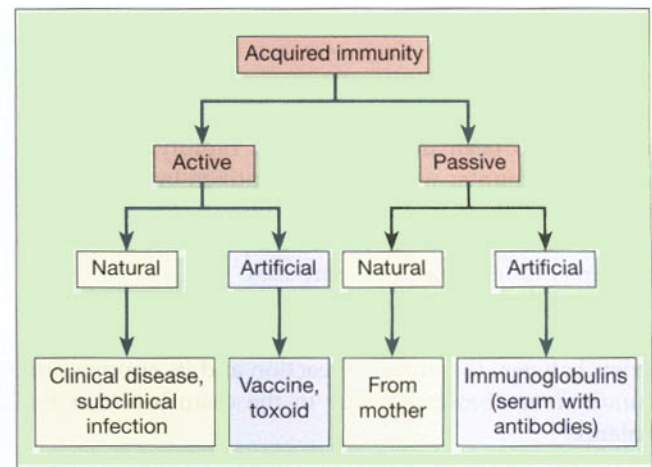 Acquired immunity
Active
Passive
Natural
Artificial
Natural
Artificial
Clinical disease,
subclinical
infection
Vaccine,
toxoid
From
mother
Immunoglobulins
(serum with
antibodies)